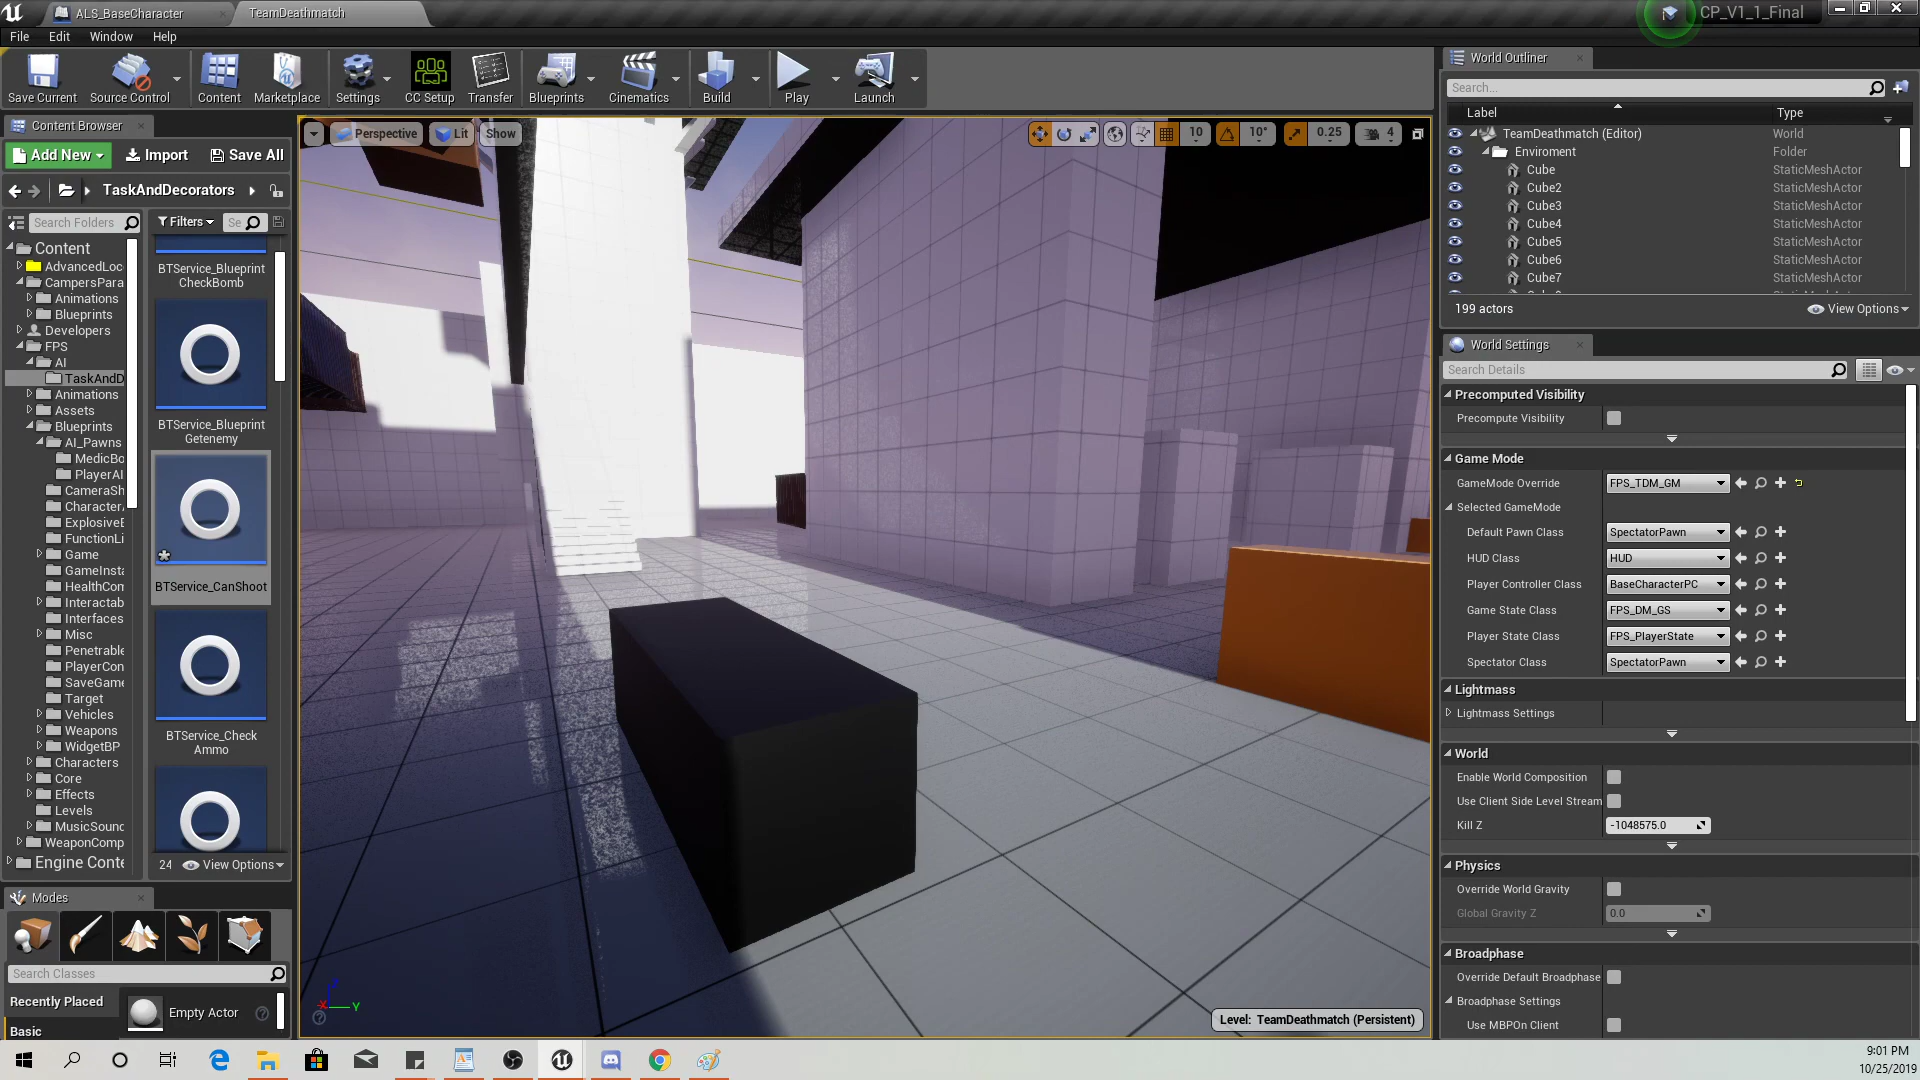 ALS_BaseCharacter
TeamDeathmatch
CP_V1_1_Final
File
Edit
Window
Help
Save Current
Source Control
Content
Marketplace
Settings
CC Setup
Transfer
Blueprints
Cinematics
Build
Play
Launch
Content Browser
Add New
Import
Save All
TaskAndDecorators
Search Folders
Filters
Se
Content
AdvancedLoc
CampersPara
Animations
Blueprints
Developers
FPS
AI
TaskAndD
Animations
Assets
Blueprints
AI_Pawns
MedicBo
PlayerAI
CameraSh
Character
ExplosiveE
FunctionLi
Game
GameInsta
HealthCom
Interactab
Interfaces
Misc
Penetrable
PlayerCon
SaveGame
Target
Vehicles
Weapons
WidgetBP
Characters
Core
Effects
Levels
MusicSound
WeaponComp
Engine Conte
BTService_Blueprint
CheckBomb
BTService_Blueprint
Getenemy
BTService_CanShoot
BTService_Check
Ammo
24
View Options
Modes
Search Classes
Recently Placed
Basic
Empty Actor
Perspective
Lit
Show
10
10°
0.25
4
X
Y
Level: TeamDeathmatch (Persistent)
World Outliner
Search...
Label
Type
TeamDeathmatch (Editor)
World
Enviroment
Folder
Cube
StaticMeshActor
Cube2
StaticMeshActor
Cube3
StaticMeshActor
Cube4
StaticMeshActor
Cube5
StaticMeshActor
Cube6
StaticMeshActor
Cube7
StaticMeshActor
199 actors
View Options
World Settings
Search Details
Precomputed Visibility
Precompute Visibility
Game Mode
GameMode Override
FPS_TDM_GM
Selected GameMode
Default Pawn Class
SpectatorPawn
HUD Class
HUD
Player Controller Class
BaseCharacterPC
Game State Class
FPS_DM_GS
Player State Class
FPS_PlayerState
Spectator Class
SpectatorPawn
Lightmass
Lightmass Settings
World
Enable World Composition
Use Client Side Level Stream
Kill Z
-1048575.0
Physics
Override World Gravity
Global Gravity Z
0.0
Broadphase
Override Default Broadphase
Broadphase Settings
Use MBPOn Client
9:01 PM
10/25/2019